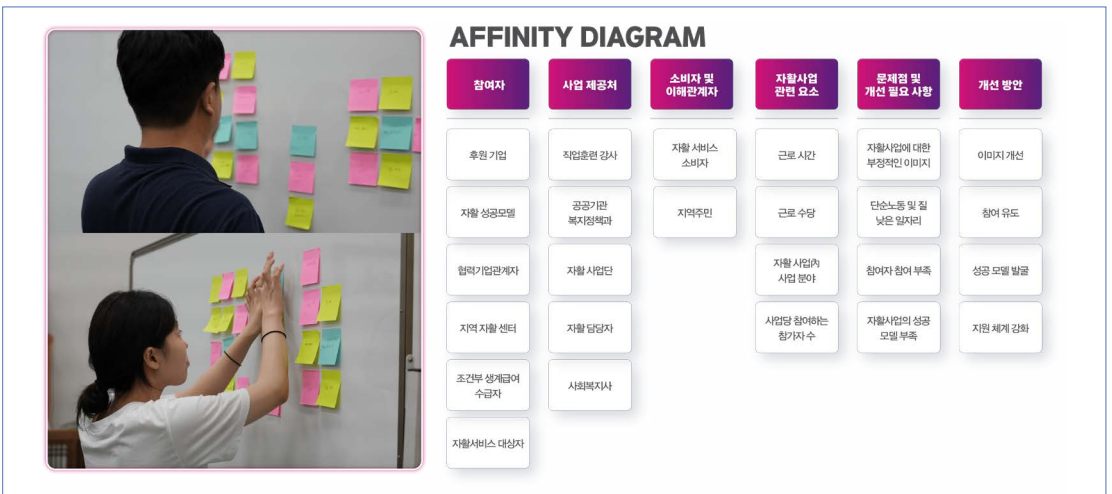 AFFINITY DIAGRAM
참여자
후원 기업
자활 성공모델
협력기업관계자
지역 자활 센터
조건부 생계급여
수급자
자활서비스 대상자
사업 제공처
직업훈련 강사
공공기관
복지정책과
자활 사업단
자활 담당자
사회복지사
소비자 및
이해관계자
자활 서비스
소비자
지역주민
자활사업
관련 요소
근로 시간
근로 수당
자활 사업內
사업 분야
사업당 참여하는
참가자 수
문제점 및
개선 필요 사항
자활사업에 대한
부정적인 이미지
단순노동 및 질
낮은 일자리
참여자 참여 부족
자활사업의 성공
모델 부족
개선 방안
이미지 개선
참여 유도
성공 모델 발굴
지원 체계 강화